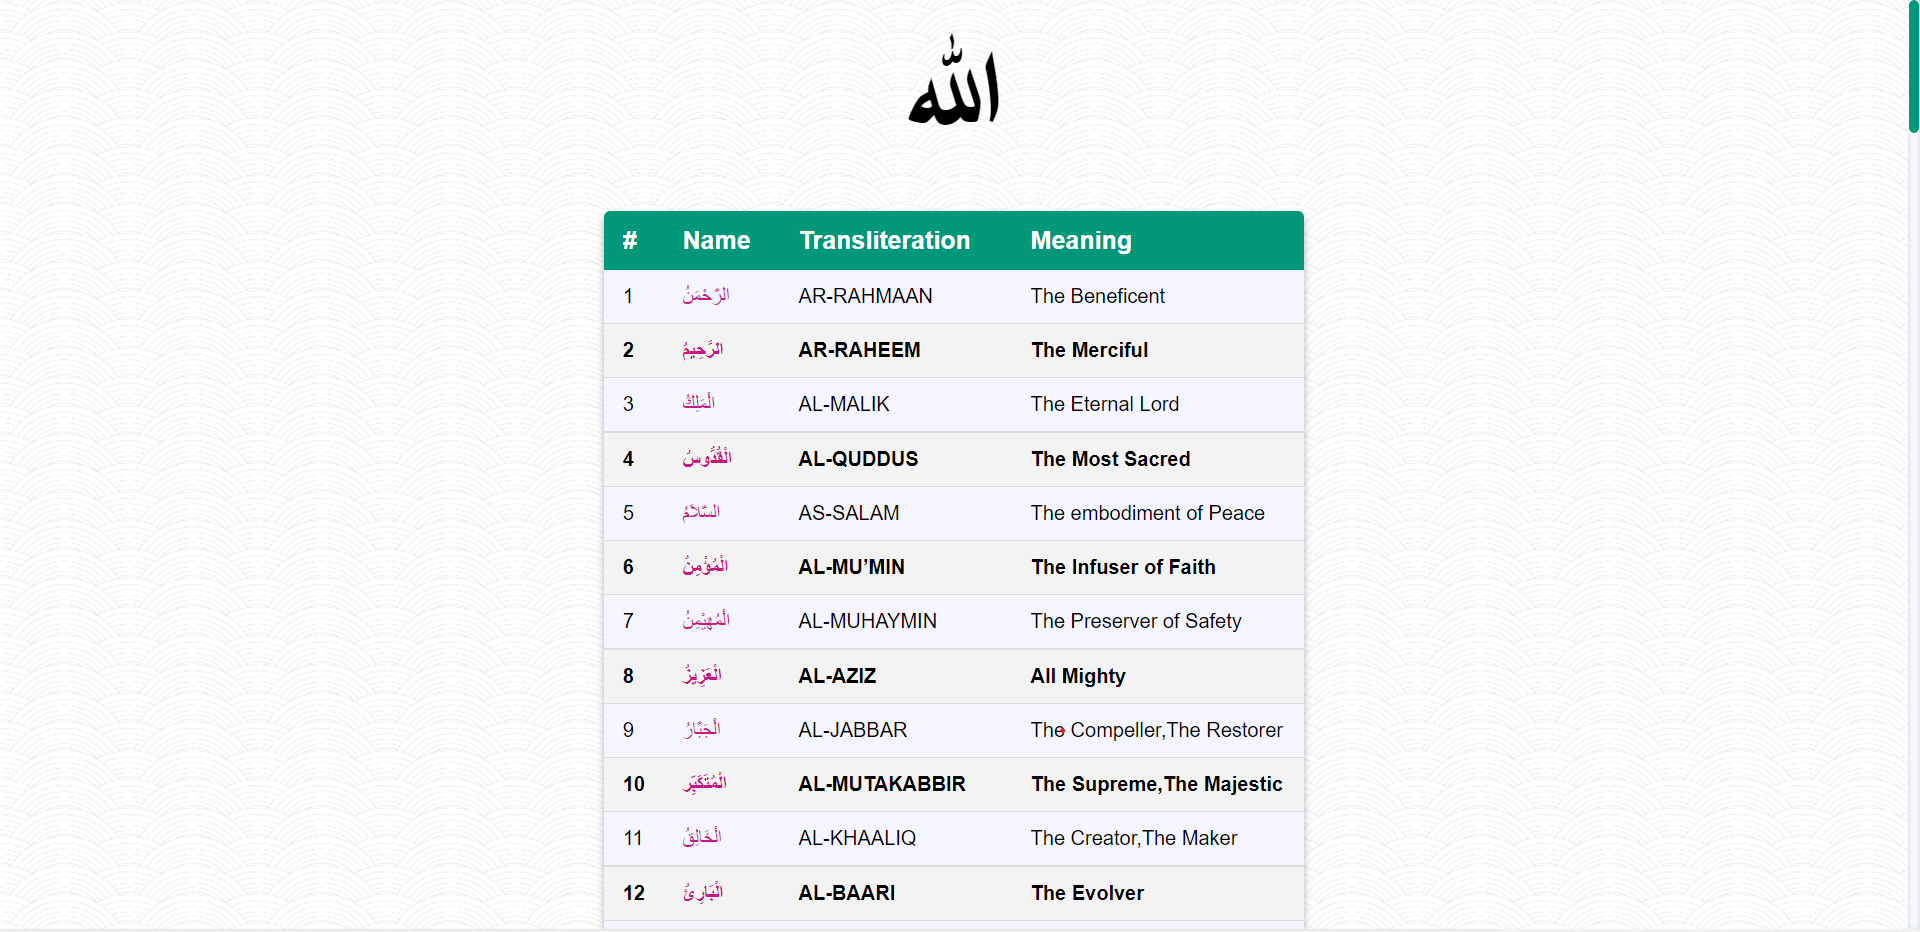 الله
# Name Transliteration Meaning
1 الرَّحْمَنُ AR-RAHMAAN The Beneficent
2 الرَّحِيمُ AR-RAHEEM The Merciful
3 الْمَلِكُ AL-MALIK The Eternal Lord
4 الْقُدُّوسُ AL-QUDDUS The Most Sacred
5 السَّلاَمُ AS-SALAM The embodiment of Peace
6 الْمُؤْمِنُ AL-MU’MIN The Infuser of Faith
7 الْمُهَيْمِنُ AL-MUHAYMIN The Preserver of Safety
8 الْعَزِيزُ AL-AZIZ All Mighty
9 الْجَبَّارُ AL-JABBAR The Compeller,The Restorer
10 الْمُتَكَبِّر AL-MUTAKABBIR The Supreme,The Majestic
11 الْخَالِقُ AL-KHAALIQ The Creator,The Maker
12 الْبَارِئُ AL-BAARI The Evolver